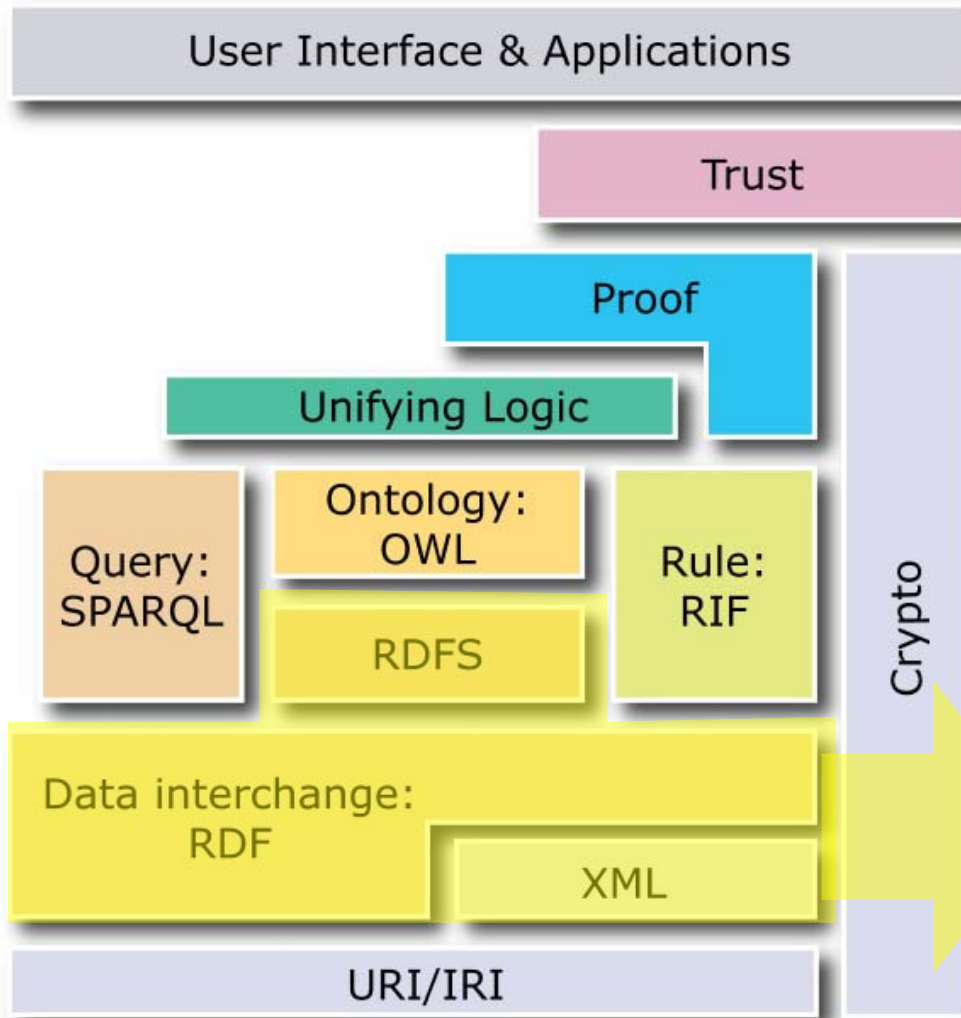 User Interface & Applications
Trust
Proof
Unifying Logic
Query:
SPARQL
Ontology:
OWL
Rule:
RIF
RDFS
Crypto
Data interchange:
RDF
XML
URI/IRI